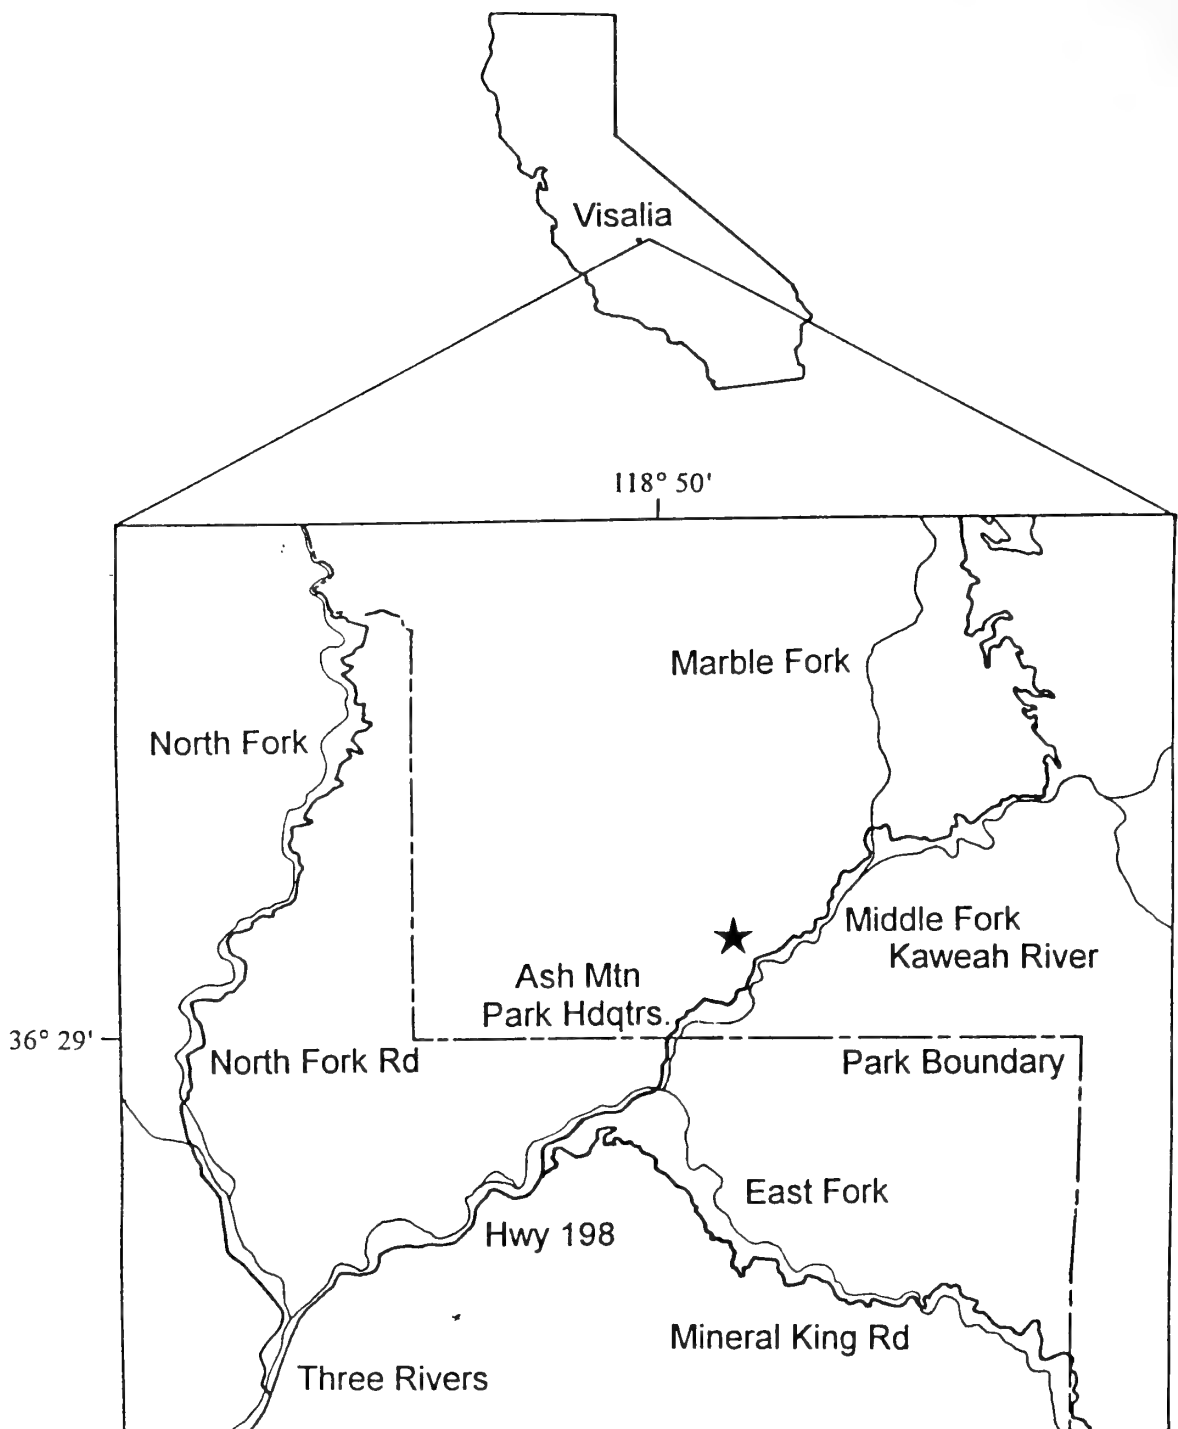 Visalia
118° 50'
Marble Fork
North Fork
Middle Fork
Kaweah River
Ash Mtn
Park Hdqtrs.
36° 29'
North Fork Rd
Park Boundary
East Fork
Hwy 198
Mineral King Rd
Three Rivers